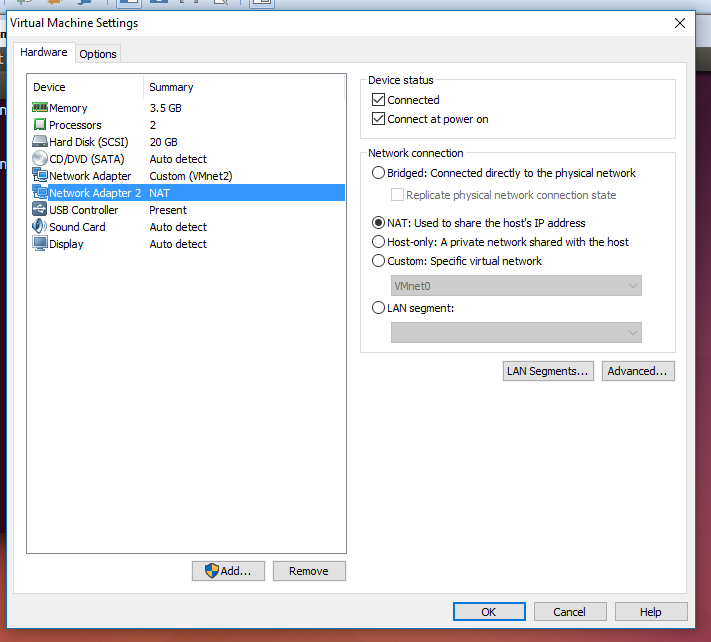 Virtual Machine Settings
Hardware Options
Device Summary
Memory 3.5 GB
Processors 2
Hard Disk (SCSI) 20 GB
CD/DVD (SATA) Auto detect
Network Adapter Custom (VMnet2)
Network Adapter 2 NAT
USB Controller Present
Sound Card Auto detect
Display Auto detect
Add... Remove
Device status
Connected
Connect at power on
Network connection
Bridged: Connected directly to the physical network
Replicate physical network connection state
NAT: Used to share the host's IP address
Host-only: A private network shared with the host
Custom: Specific virtual network
VMnet0
LAN segment:
LAN Segments... Advanced...
OK Cancel Help